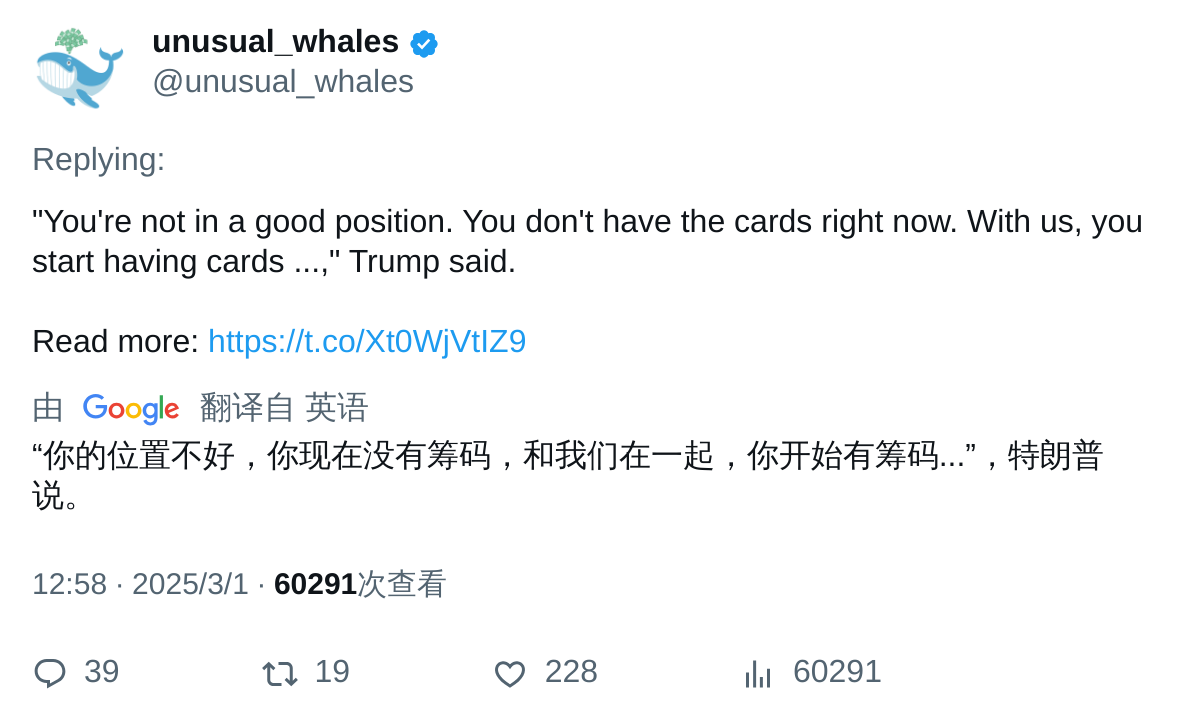 unusual_whales
@unusual_whales
Replying:
"You're not in a good position. You don't have the cards right now. With us, you
start having cards ...," Trump said.
Read more: https://t.co/Xt0WjVtIZ9
由 Google 翻译自 英语
“你的位置不好，你现在没有筹码，和我们在一起，你开始有筹码...”，特朗普
说。
12:58 · 2025/3/1 · 60291次查看
39 19 228 60291